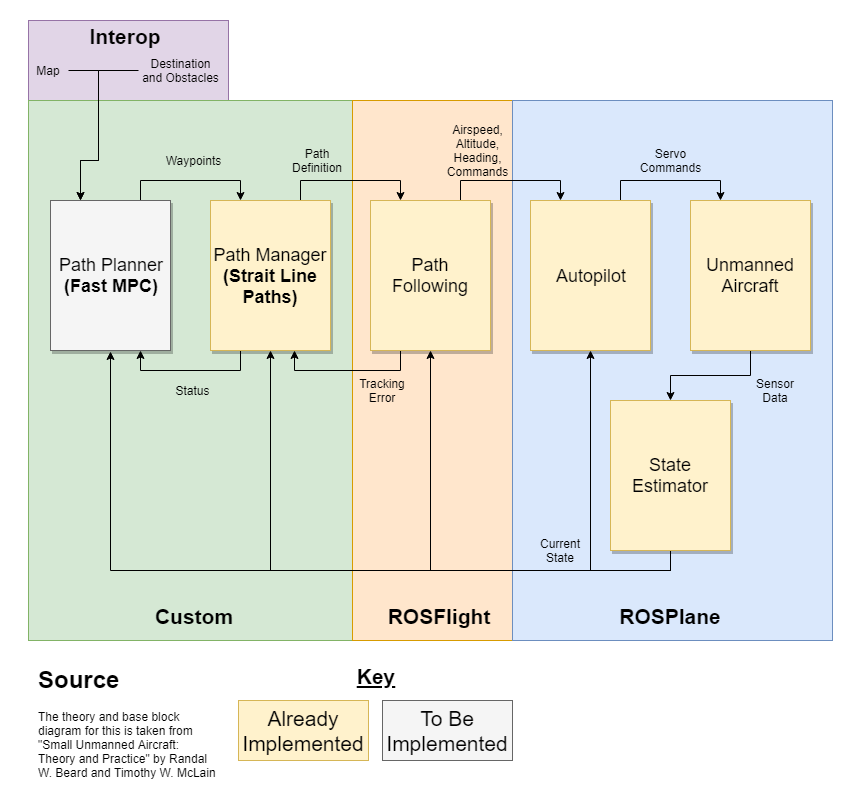 Interop
Map
Destination
and Obstacles
Waypoints
Path
Definition
Airspeed,
Altitude,
Heading,
Commands
Servo
Commands
Path Planner
(Fast MPC)
Path Manager
(Strait Line
Paths)
Path
Following
Autopilot
Unmanned
Aircraft
Status
Tracking
Error
Sensor
Data
State
Estimator
Current
State
Custom
ROSFlight
ROSPlane
Source
The theory and base block
diagram for this is taken from
"Small Unmanned Aircraft:
Theory and Practice" by Randal
W. Beard and Timothy W. McLain
Key
Already
Implemented
To Be
Implemented